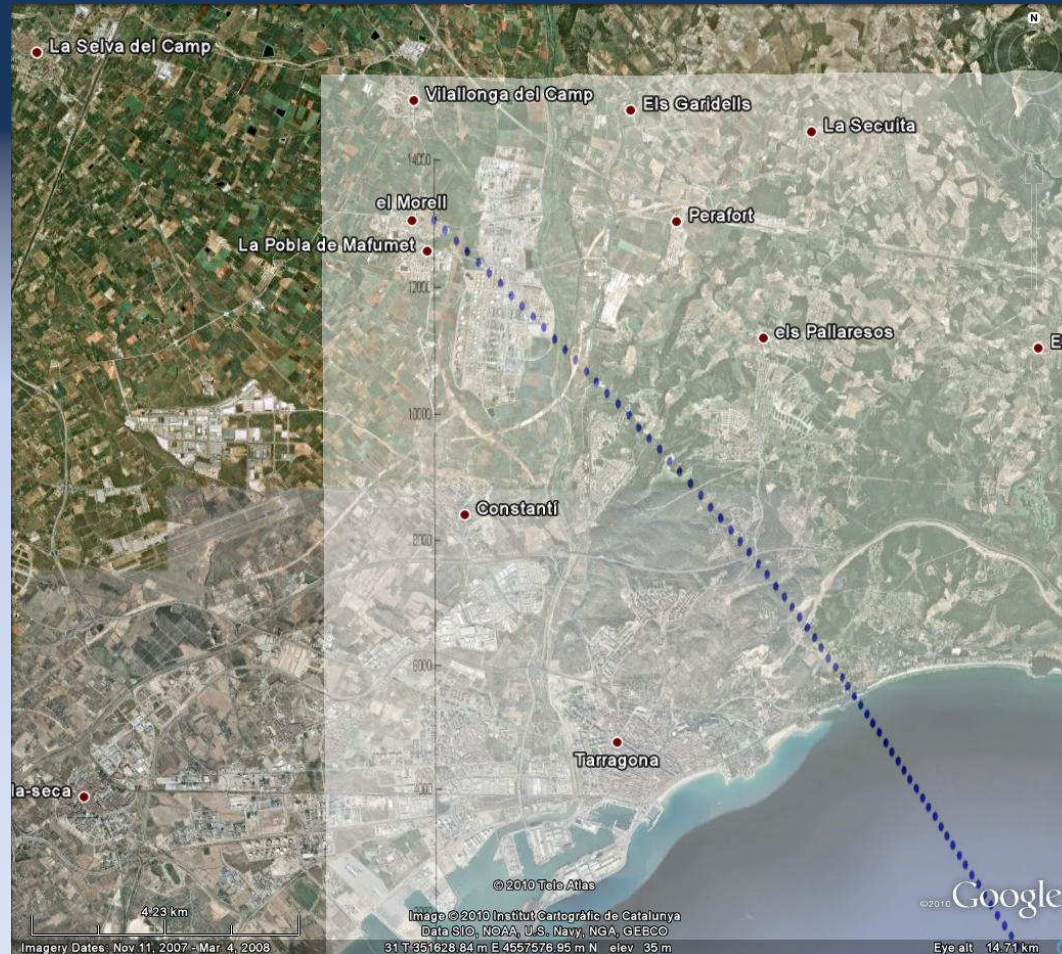 N
La Selva del Camp
Vilallonga del Camp
Els Garidells
La Secuita
14000
el Morell
Perafort
La Pobla de Mafumet
12000
els Pallaresos
E
10000
Constantí
8000
6000
Tarragona
la-seca
4000
© 2010 Tele Atlas
4.23 km
Image © 2010 Institut Cartogràfic de Catalunya
©2010 Google
Data SIO, NOAA, U.S. Navy, NGA, GEBCO
Imagery Dates: Nov 11, 2007 - Mar 4, 2008
31 T 351628.84 m E 4557576.95 m N elev 35 m
Eye alt 14.71 km